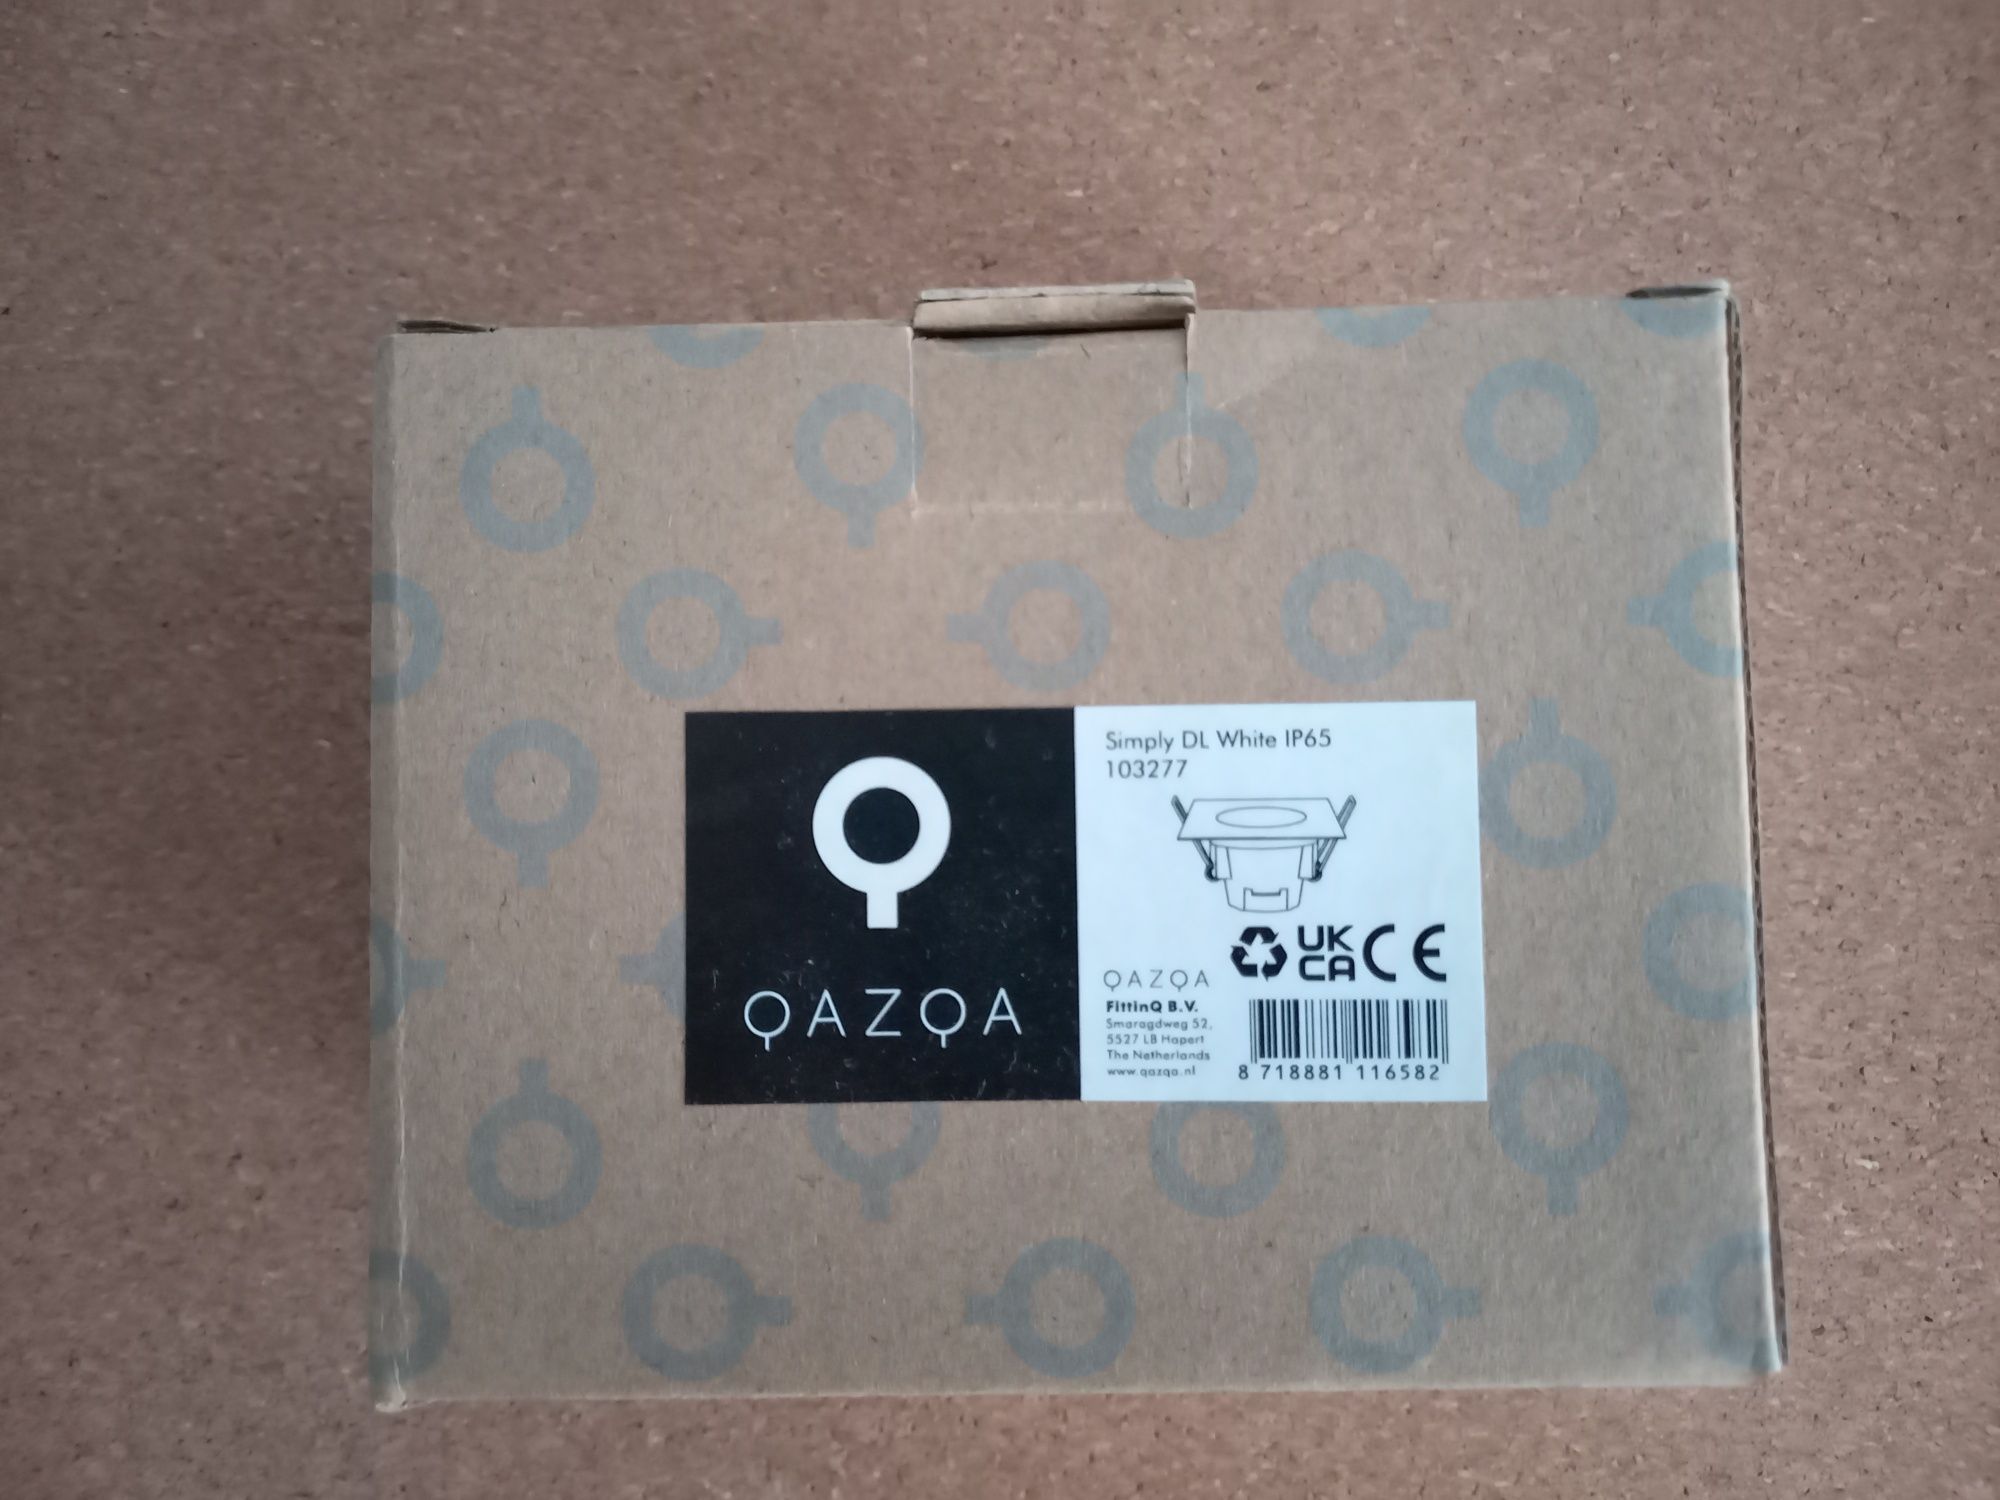 QAZQA
Simply DL White IP65
103277
UK
CA CE
QAZQA
FittinQ B.V.
Smaragdweg 52,
5527 LB Hapert
The Netherlands
www.qazqa.nl
8 718881 116582